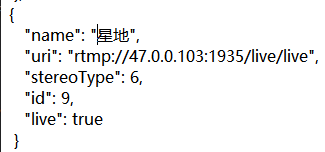 {
"name": "星地",
"uri": "rtmp://47.0.0.103:1935/live/live",
"stereoType": 6,
"id": 9,
"live": true
}